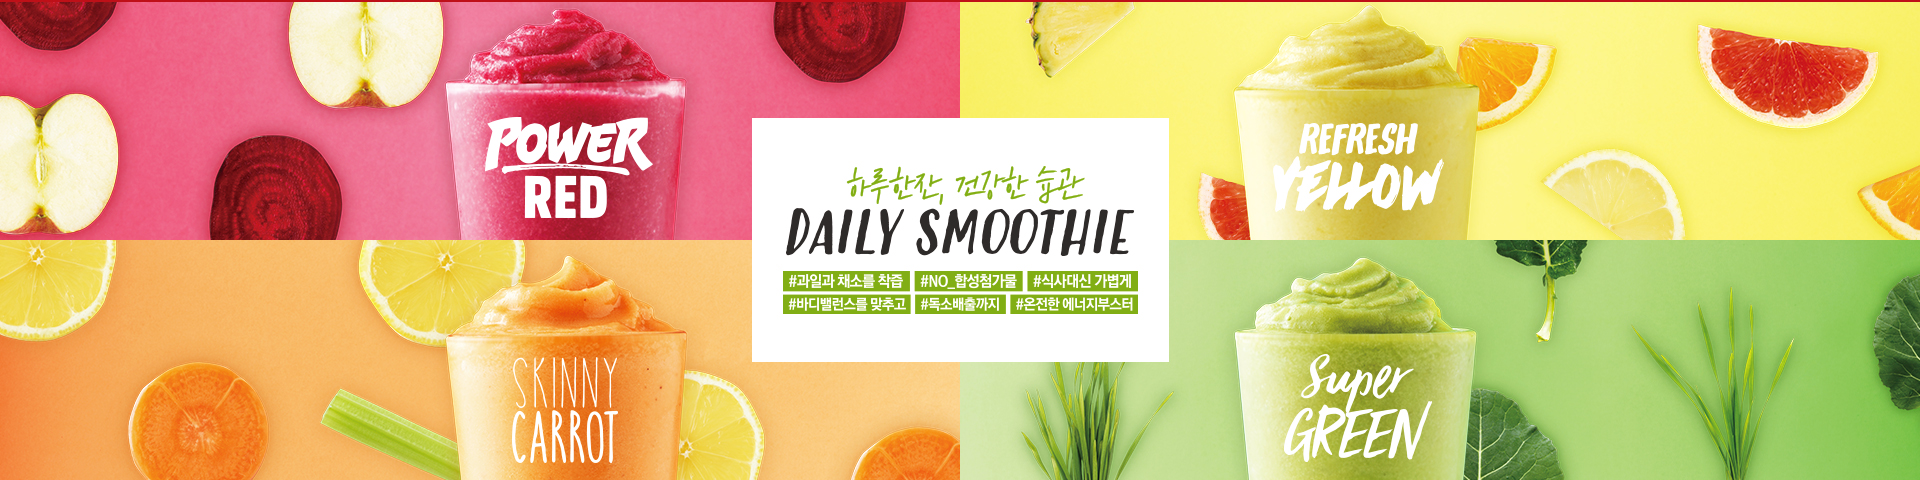 POWER
RED
REFRESH
YELLOW
하루한잔, 건강한 습관
DAILY SMOOTHIE
#과일과 채소를 착즙 #NO_합성첨가물 #식사대신 가볍게
#바디밸런스를 맞추고 #독소배출까지 #온전한 에너지부스터
SKINNY
CARROT
Super
GREEN